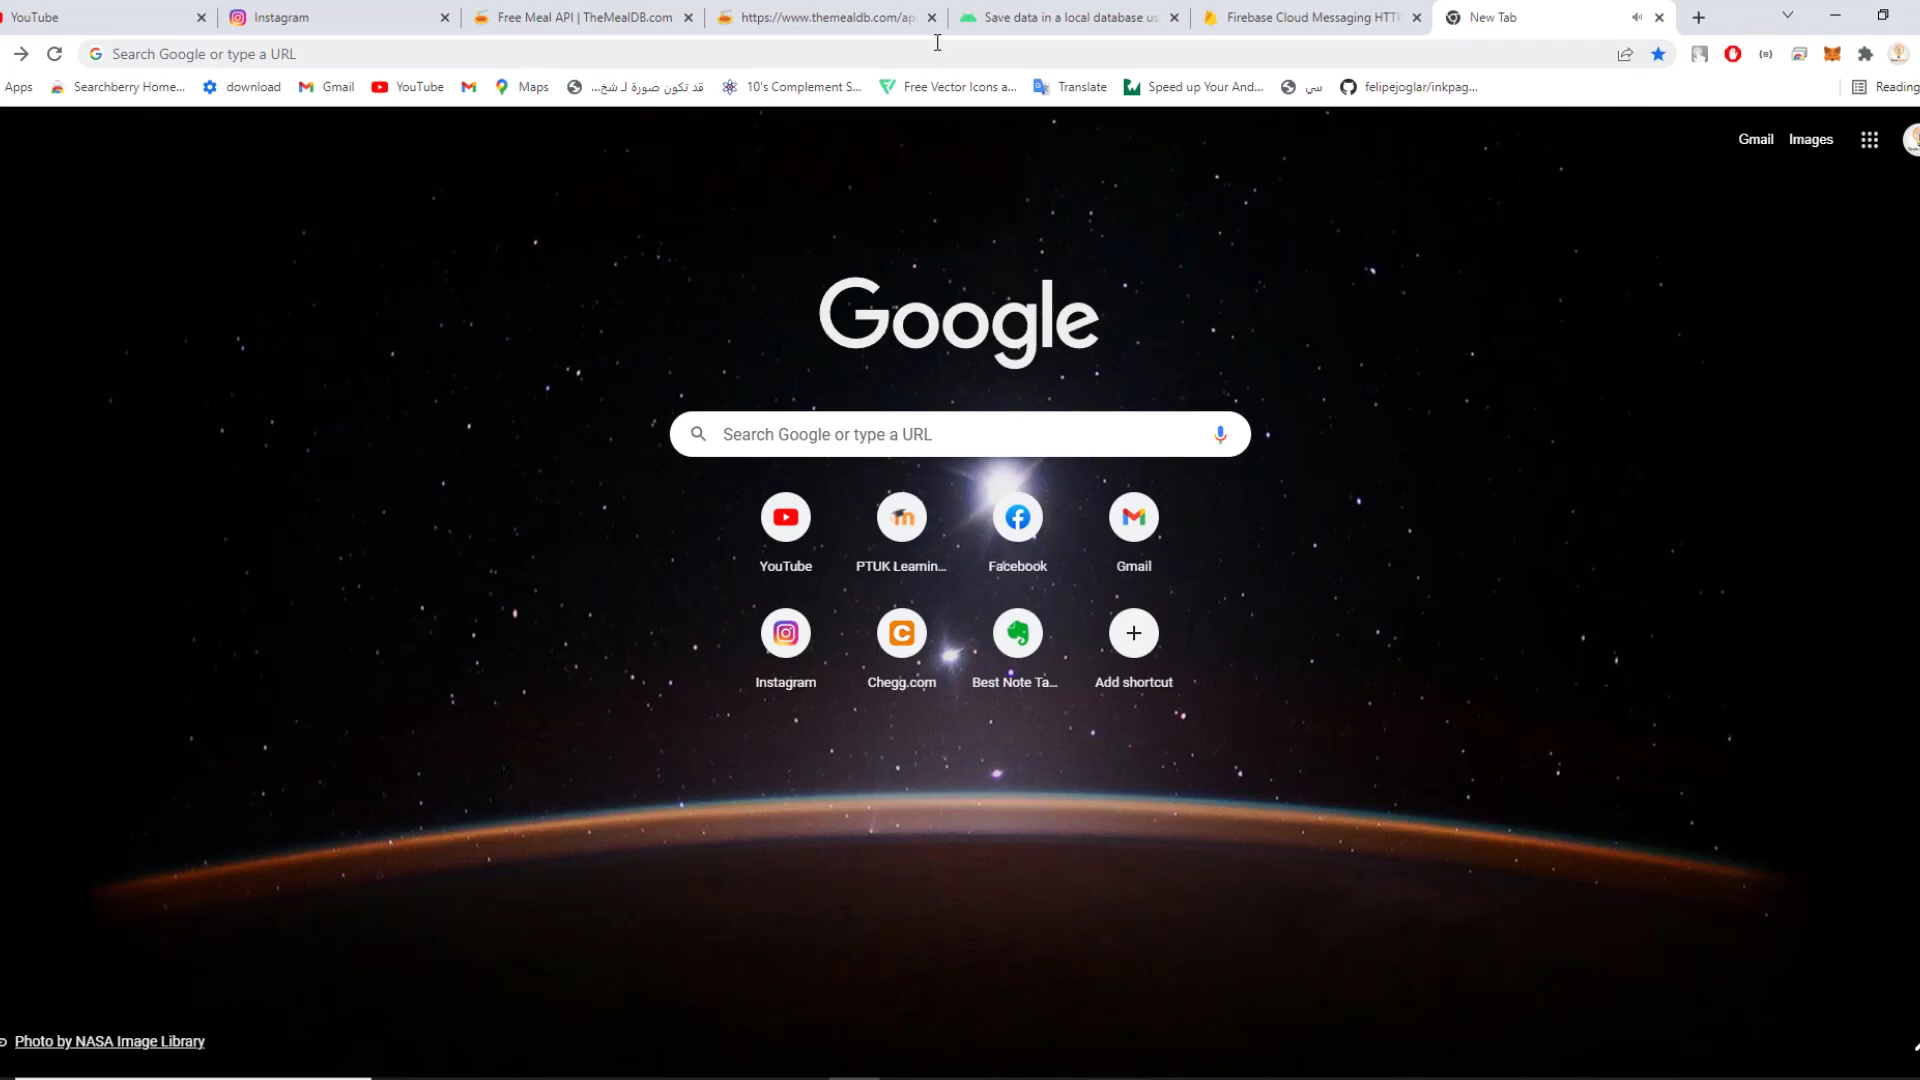 YouTube
Instagram
Free Meal API | TheMealDB.com
https://www.themealdb.com/ap
Save data in a local database us
Firebase Cloud Messaging HTTP
New Tab
Search Google or type a URL
Apps
Searchberry Home...
download
Gmail
YouTube
Maps
قد تكون صورة لـ شخ...
10's Complement S...
Free Vector Icons a...
Translate
Speed up Your And...
سي
felipejoglar/inkpag...
Reading
Gmail
Images
Google
Search Google or type a URL
YouTube
PTUK Learnin...
Facebook
Gmail
Instagram
Chegg.com
Best Note Ta...
Add shortcut
Photo by NASA Image Library